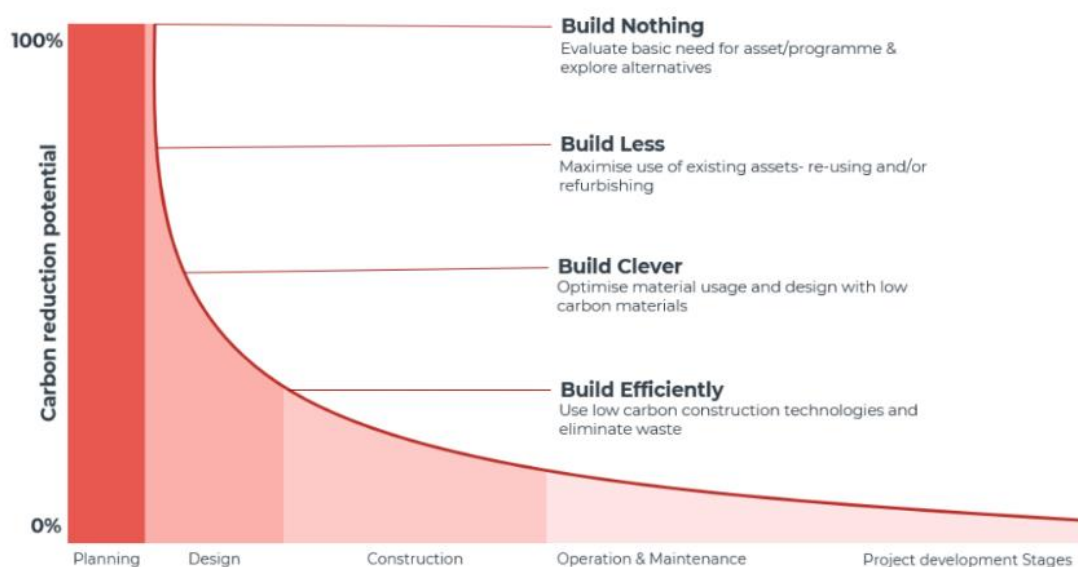 100%
Carbon reduction potential
0%
Build Nothing
Evaluate basic need for asset/programme &
explore alternatives
Build Less
Maximise use of existing assets- re-using and/or
refurbishing
Build Clever
Optimise material usage and design with low
carbon materials
Build Efficiently
Use low carbon construction technologies and
eliminate waste
Planning
Design
Construction
Operation & Maintenance
Project development Stages